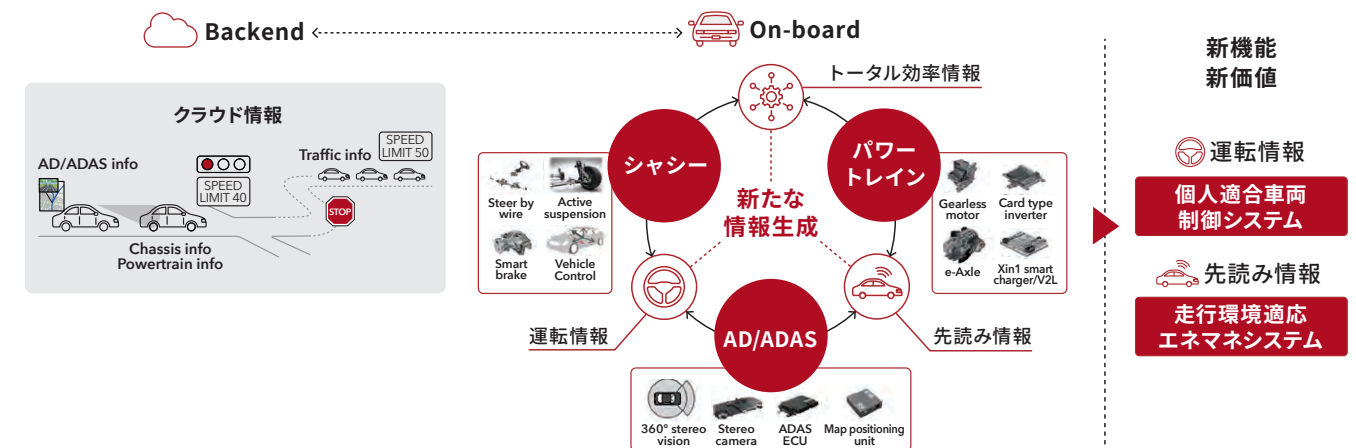 Backend
On-board
クラウド情報
AD/ADAS info
SPEED
LIMIT 40
Traffic info
SPEED
LIMIT 50
STOP
Chassis info
Powertrain info
トータル効率情報
シャシー
パワー
トレイン
新たな
情報生成
Steer by
wire
Active
suspension
Smart
brake
Vehicle
Control
Gearless
motor
Card type
inverter
e-Axle
Xin1 smart
charger/V2L
運転情報
AD/ADAS
先読み情報
360° stereo
vision
Stereo
camera
ADAS
ECU
Map positioning
unit
新機能
新価値
運転情報
個人適合車両
制御システム
先読み情報
走行環境適応
エネマネシステム